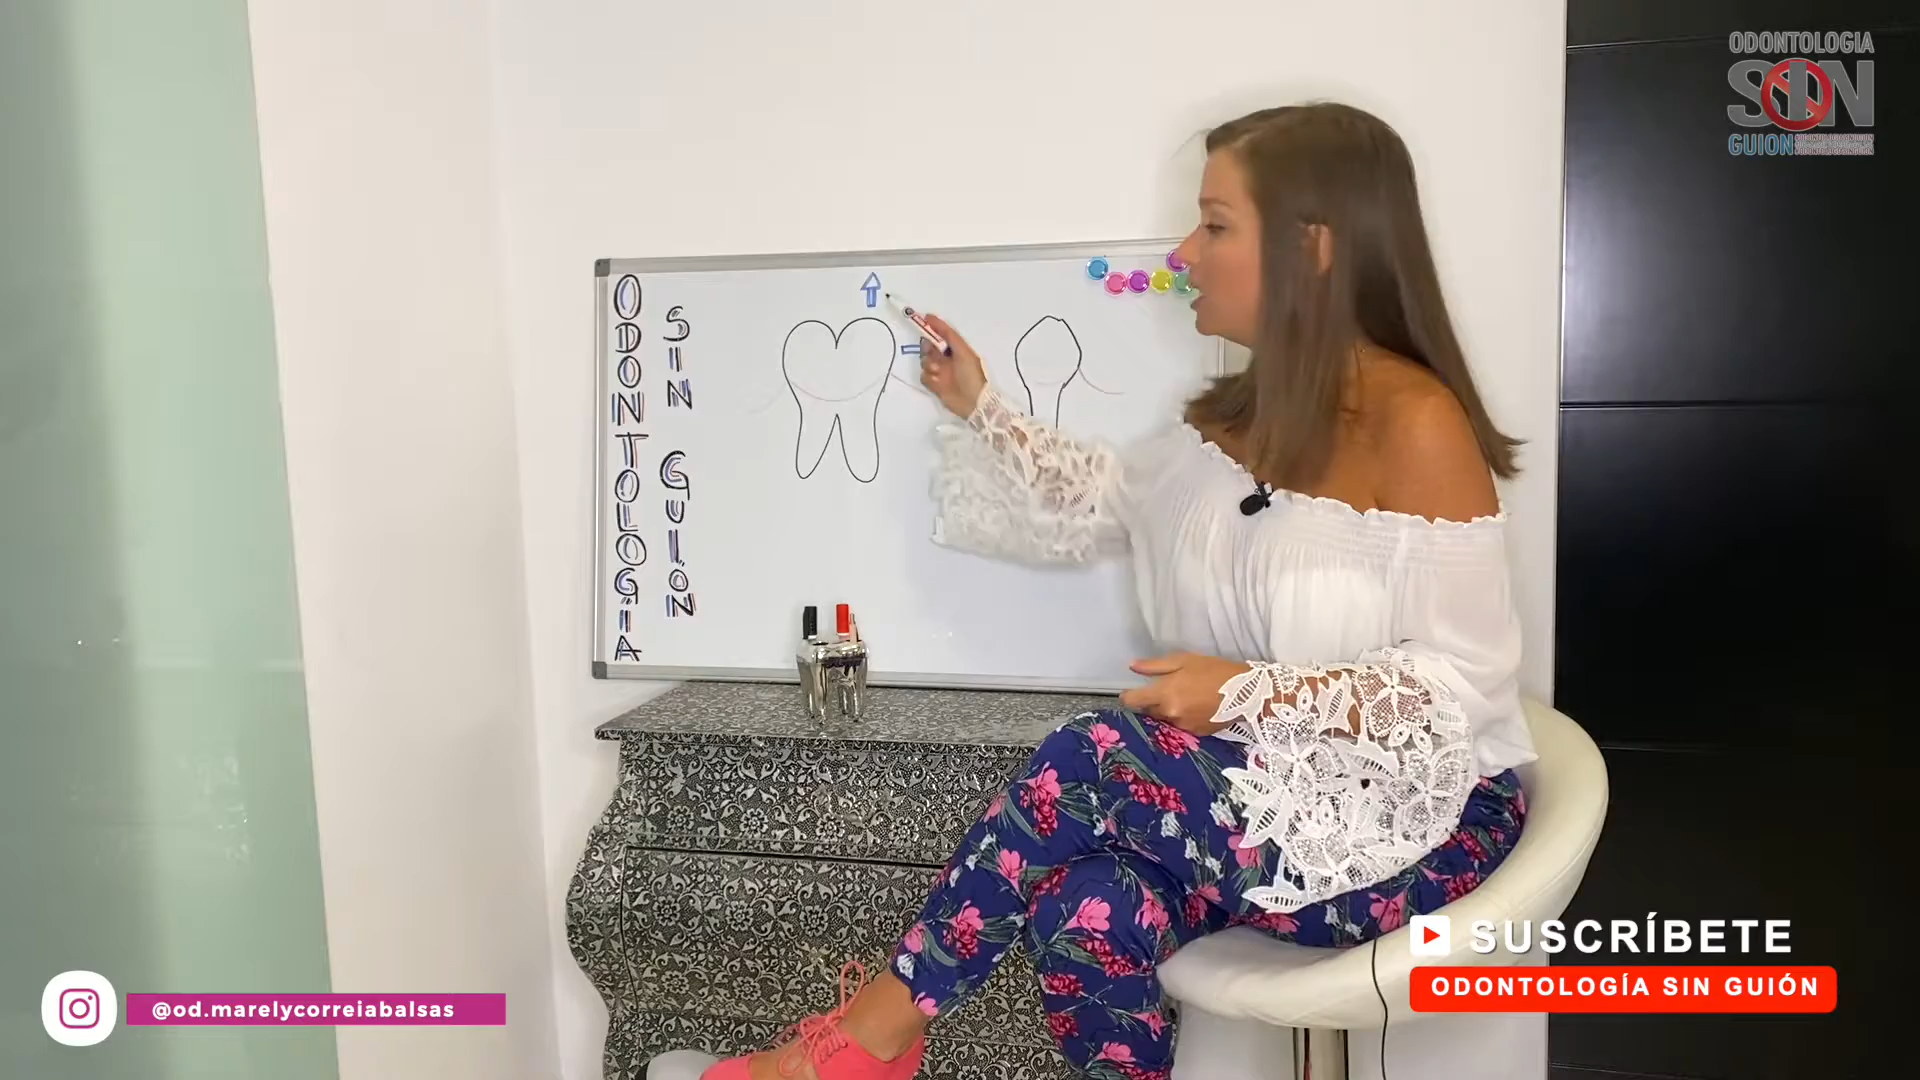 ODONTOLOGIA
SIN
GUION
ODONTOLOGIA
SIN GUION
@od.marelycorreiabalsas
SUSCRÍBETE
ODONTOLOGÍA SIN GUIÓN